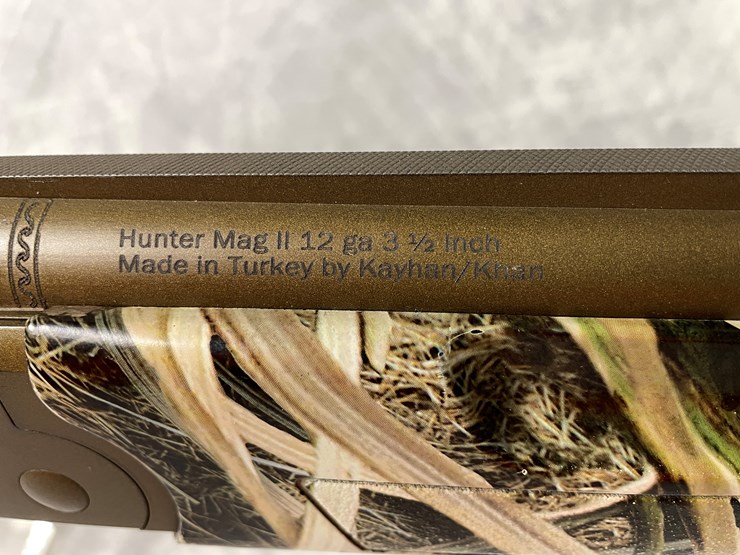 Hunter Mag II 12 ga 3 ½ Inch
Made in Turkey by Kayhan/Khan